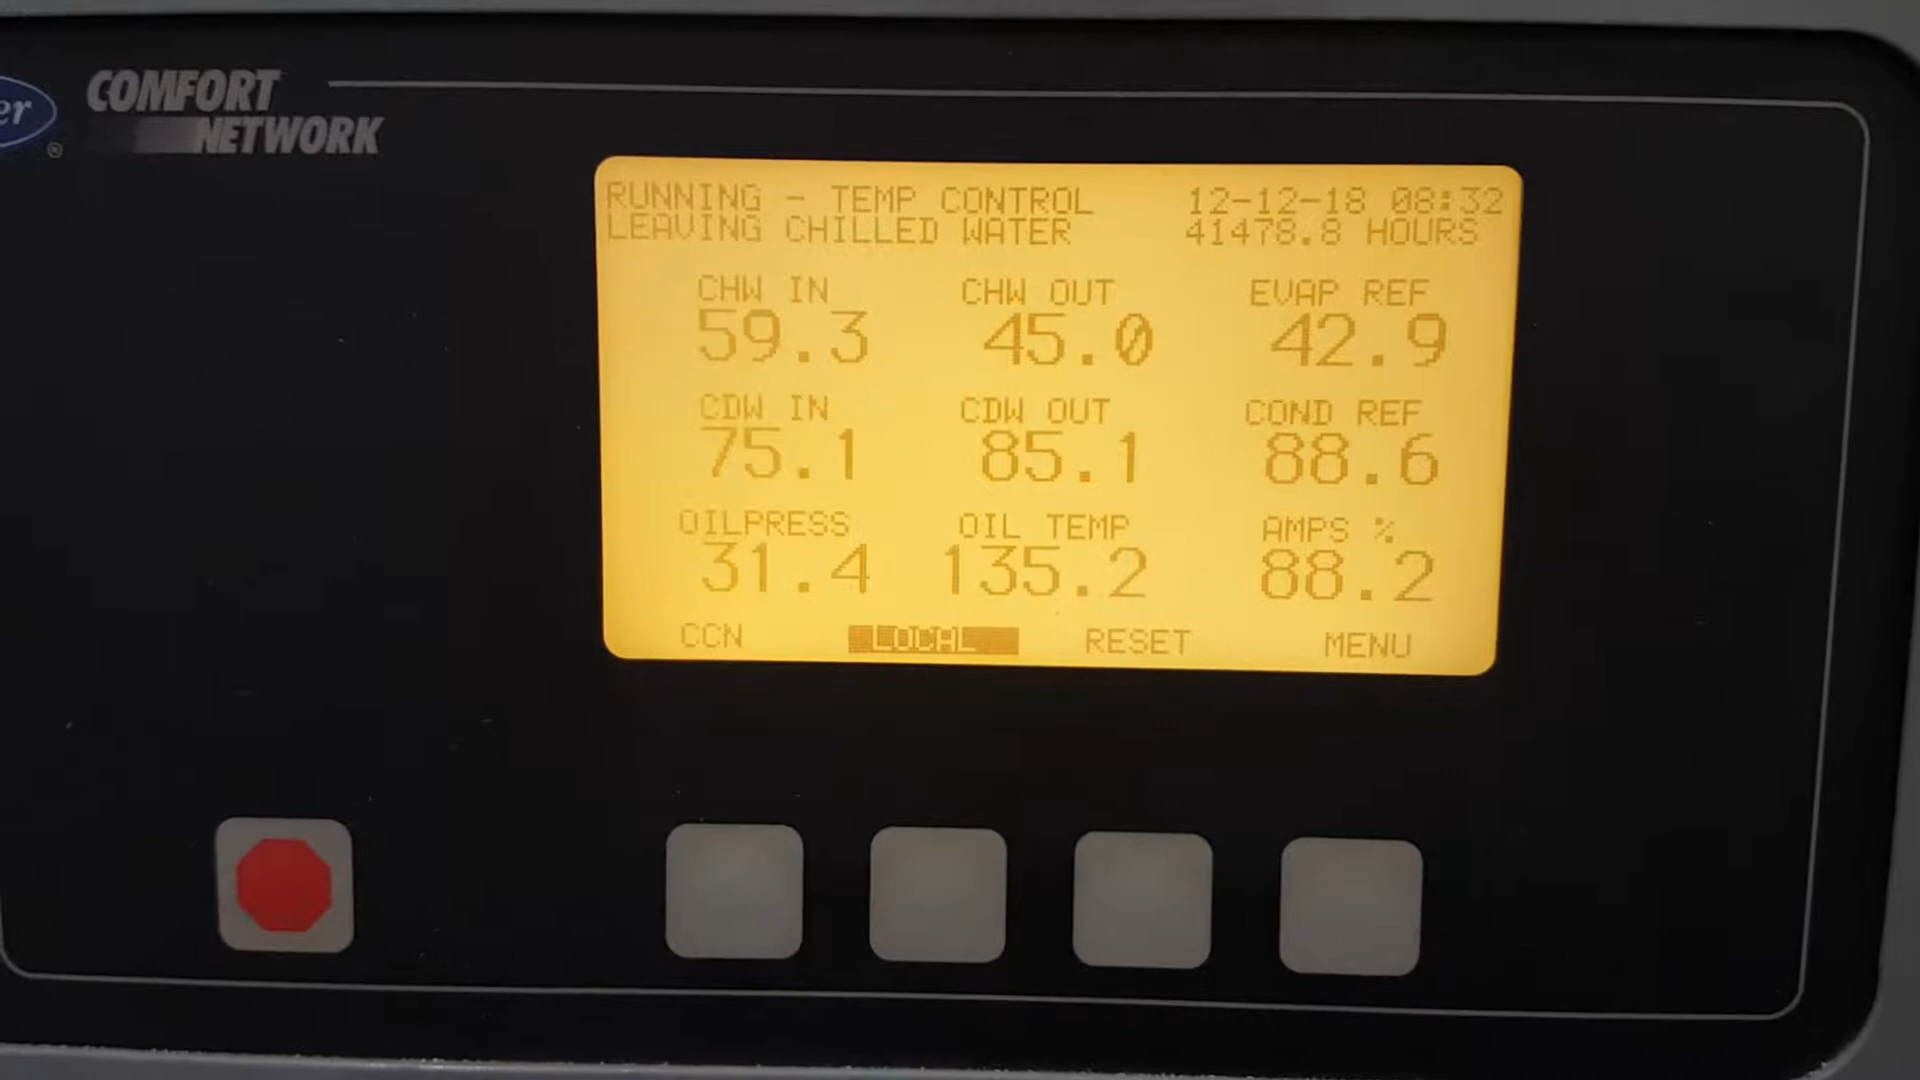 er
®
COMFORT
NETWORK
RUNNING - TEMP CONTROL 12-12-18 08:32
LEAVING CHILLED WATER 41478.8 HOURS
CHW IN CHW OUT EVAP REF
59.3 45.0 42.9
CDW IN CDW OUT COND REF
75.1 85.1 88.6
OILPRESS OIL TEMP AMPS %
31.4 135.2 88.2
CCN LOCAL RESET MENU